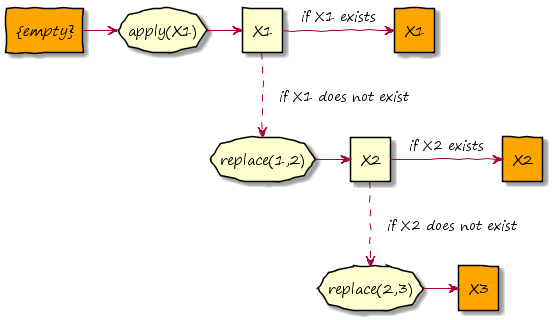 {empty}
apply(X1)
X1
if X1 exists
X1
if X1 does not exist
replace(1,2)
X2
if X2 exists
X2
if X2 does not exist
replace(2,3)
X3